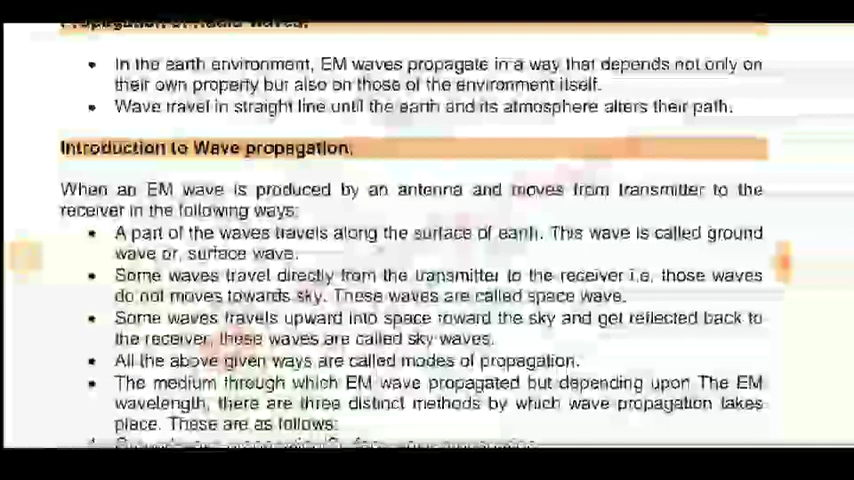 Propagation of Radio Waves:
In the earth environment, EM waves propagate in a way that depends not only on
their own property but also on those of the environment itself.
Wave travel in straight line until the earth and its atmosphere alters their path.
Introduction to Wave propagation:
When an EM wave is produced by an antenna and moves from transmitter to the
receiver in the following ways:
A part of the waves travels along the surface of earth. This wave is called ground
wave or, surface wave.
Some waves travel directly from the transmitter to the receiver i.e. those waves
do not moves towards sky. These waves are called space wave.
Some waves travels upward into space toward the sky and get reflected back to
the receiver, these waves are called sky waves.
All the above given ways are called modes of propagation.
The medium through which EM wave propagated but depending upon The EM
wavelength, there are three distinct methods by which wave propagation takes
place. These are as follows: